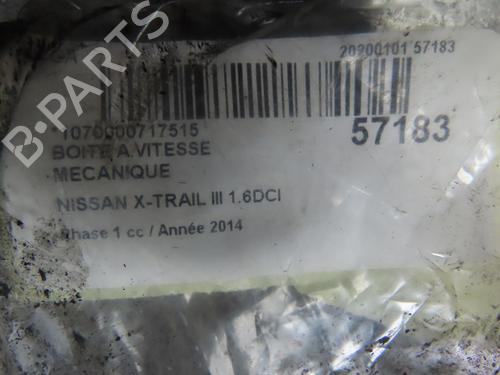 20200101 57183
*1070000717515
57183
BOITE A VITESSE
MECANIQUE
NISSAN X-TRAIL III 1.6DCI
Phase 1 cc / Année 2014
B-PARTS